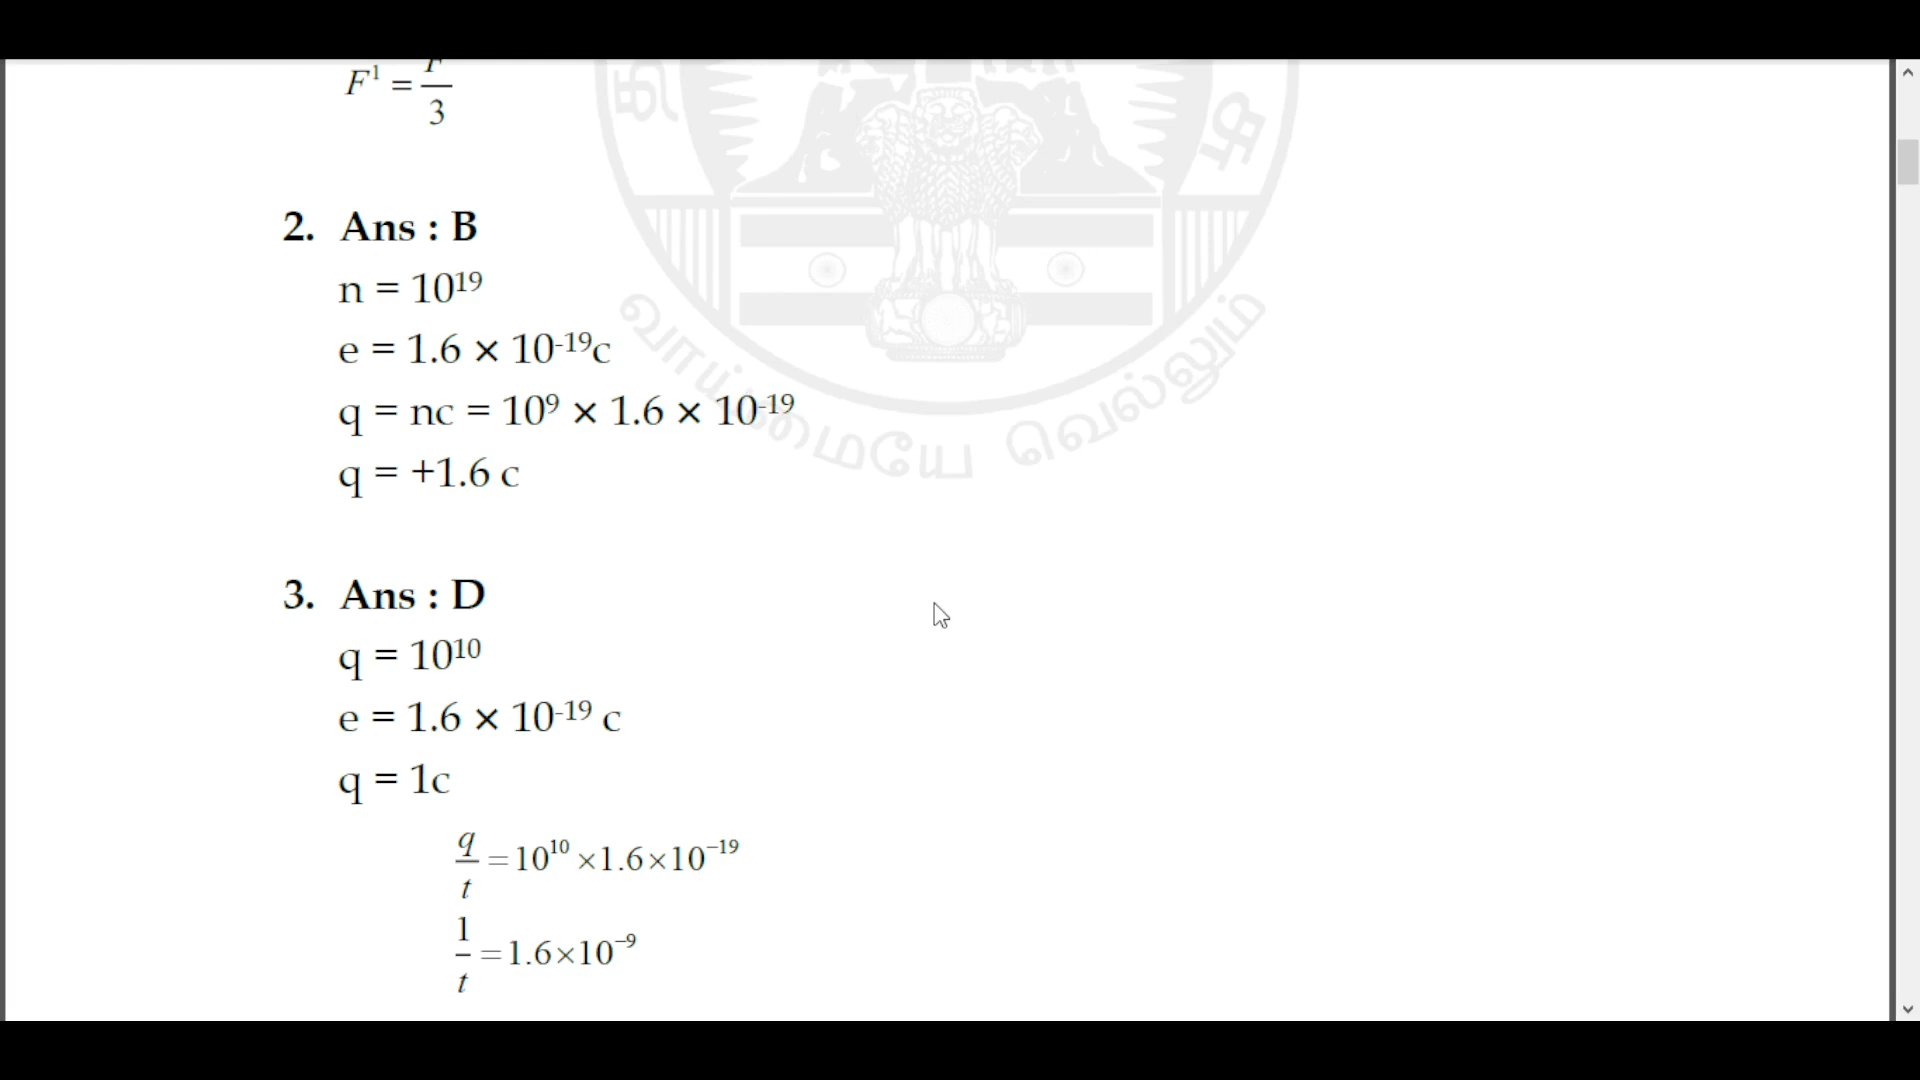 F¹ = F/3
2. Ans : B
n = 10¹⁹
e = 1.6 × 10⁻¹⁹c
q = nc = 10⁹ × 1.6 × 10⁻¹⁹
q = +1.6 c
வாய்மையே வெல்லும்
3. Ans : D
q = 10¹⁰
e = 1.6 × 10⁻¹⁹ c
q = 1c
q/t = 10¹⁰ ×1.6×10⁻¹⁹
1/t = 1.6×10⁻⁹